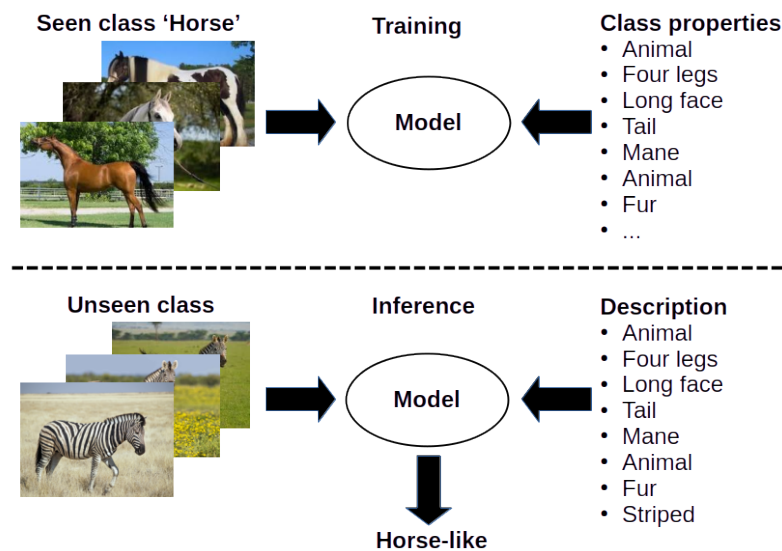 Seen class ‘Horse’
Training
Class properties
• Animal
• Four legs
• Long face
• Tail
• Mane
• Animal
• Fur
• ...
Model
Unseen class
Inference
Description
• Animal
• Four legs
• Long face
• Tail
• Mane
• Animal
• Fur
• Striped
Model
Horse-like